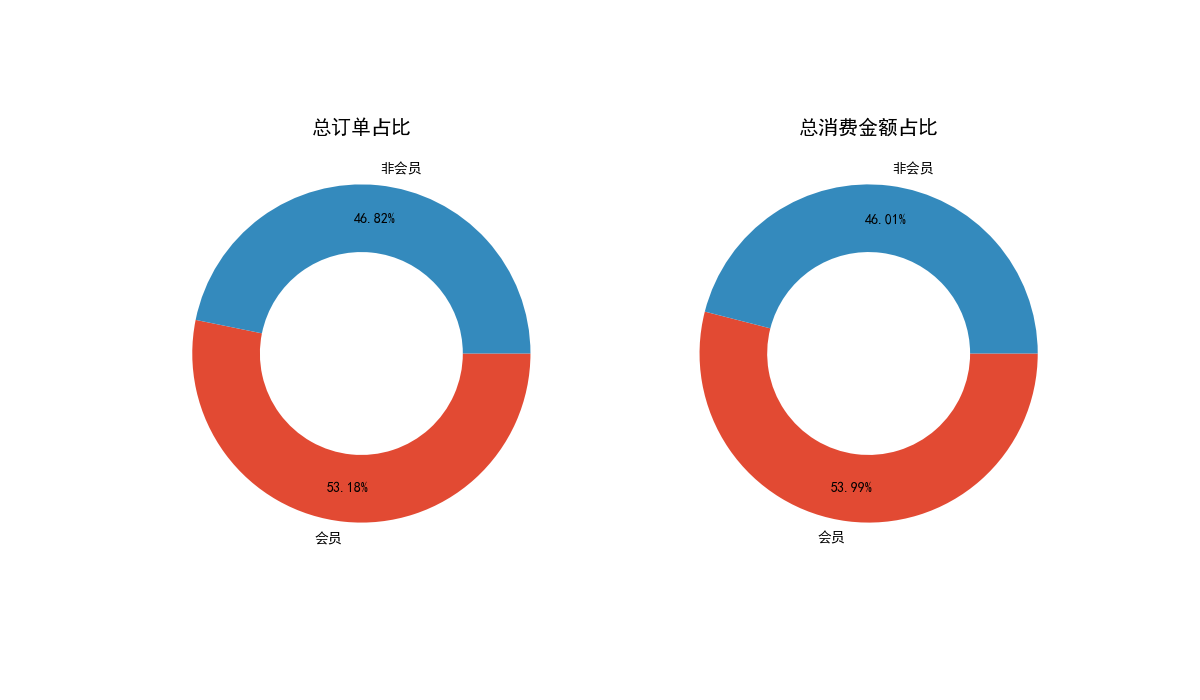 总订单占比
非会员
46.82%
53.18%
会员
总消费金额占比
非会员
46.01%
53.99%
会员